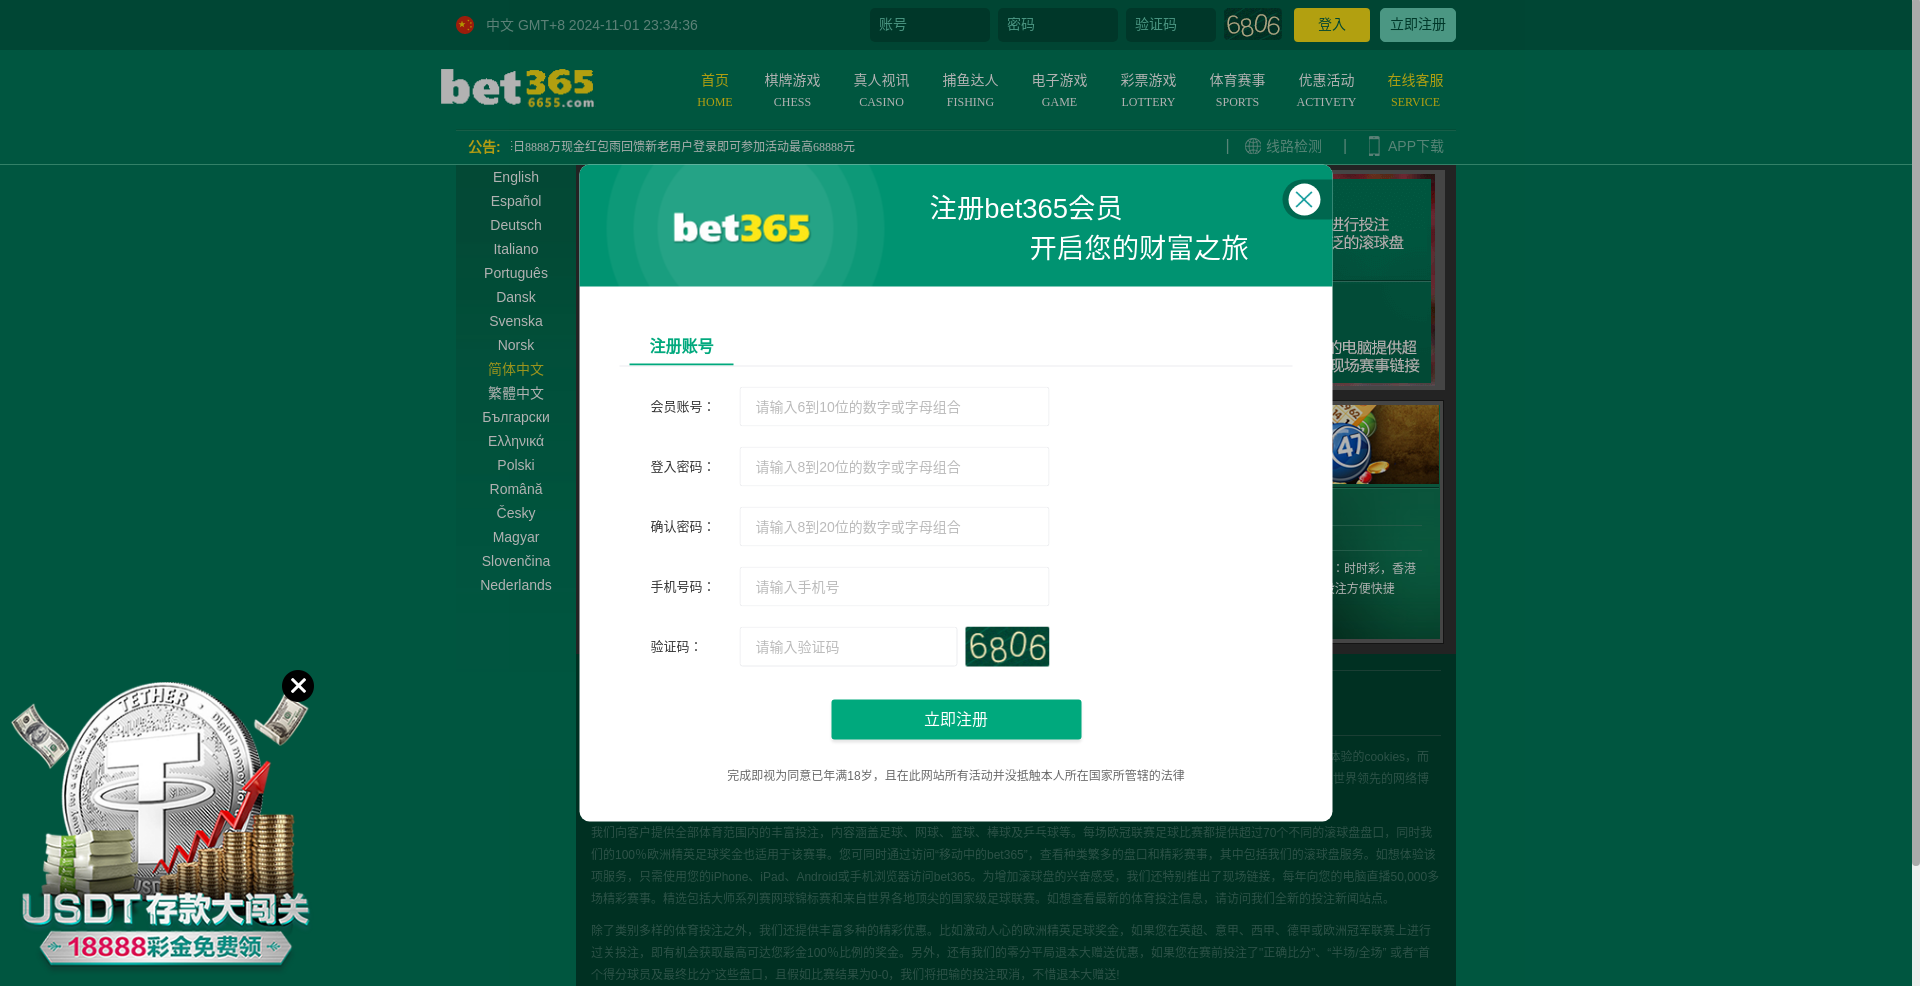 中文 GMT+8 2024-11-01 23:34:36
账号
密码
验证码
6806
登入
立即注册
bet365
6655.com
首页 棋牌游戏 真人视讯 捕鱼达人 电子游戏 彩票游戏 体育赛事 优惠活动 在线客服
HOME CHESS CASINO FISHING GAME LOTTERY SPORTS ACTIVETY SERVICE
公告:
日8888万现金红包雨回馈新老用户登录即可参加活动最高68888元
线路检测
APP下载
English
Español
Deutsch
Italiano
Português
Dansk
Svenska
Norsk
简体中文
繁體中文
Български
Ελληνικά
Polski
Română
Česky
Magyar
Slovenčina
Nederlands
bet365
注册bet365会员
开启您的财富之旅
进行投注
泛的滚球盘
的电脑提供超
现场赛事链接
47
注册账号
会员账号：
请输入6到10位的数字或字母组合
登入密码：
请输入8到20位的数字或字母组合
确认密码：
请输入8到20位的数字或字母组合
手机号码：
请输入手机号
验证码：
请输入验证码
6806
立即注册
完成即视为同意已年满18岁，且在此网站所有活动并没抵触本人所在国家所管辖的法律
：时时彩，香港
投注方便快捷
体验的cookies，而
世界领先的网络博
我们向客户提供全部体育范围内的丰富投注，内容涵盖足球、网球、篮球、棒球及乒乓球等。每场欧冠联赛足球比赛都提供超过70个不同的滚球盘盘口，同时我
们的100％欧洲精英足球奖金也适用于该赛事。您可同时通过访问“移动中的bet365”，查看种类繁多的盘口和精彩赛事，其中包括我们的滚球盘服务。如想体验该
项服务，只需使用您的iPhone、iPad、Android或手机浏览器访问bet365。为增加滚球盘的兴奋感受，我们还特别推出了现场链接，每年向您的电脑直播50,000多
场精彩赛事。精选包括大师系列赛网球锦标赛和来自世界各地顶尖的国家级足球联赛。如想查看最新的体育投注信息，请访问我们全新的投注新闻站点。
除了类别多样的体育投注之外，我们还提供丰富多种的精彩优惠。比如激动人心的欧洲精英足球奖金，如果您在英超、意甲、西甲、德甲或欧洲冠军联赛上进行
过关投注，即有机会获取最高可达您彩金100％比例的奖金。另外，还有我们的零分平局退本大赠送优惠，如果您在赛前投注了“正确比分”、“半场/全场” 或者“首
个得分球员及最终比分”这些盘口，且假如比赛结果为0-0，我们将把输的投注取消，不惜退本大赠送!
TETHER
USDT存款大闯关
18888彩金免费领